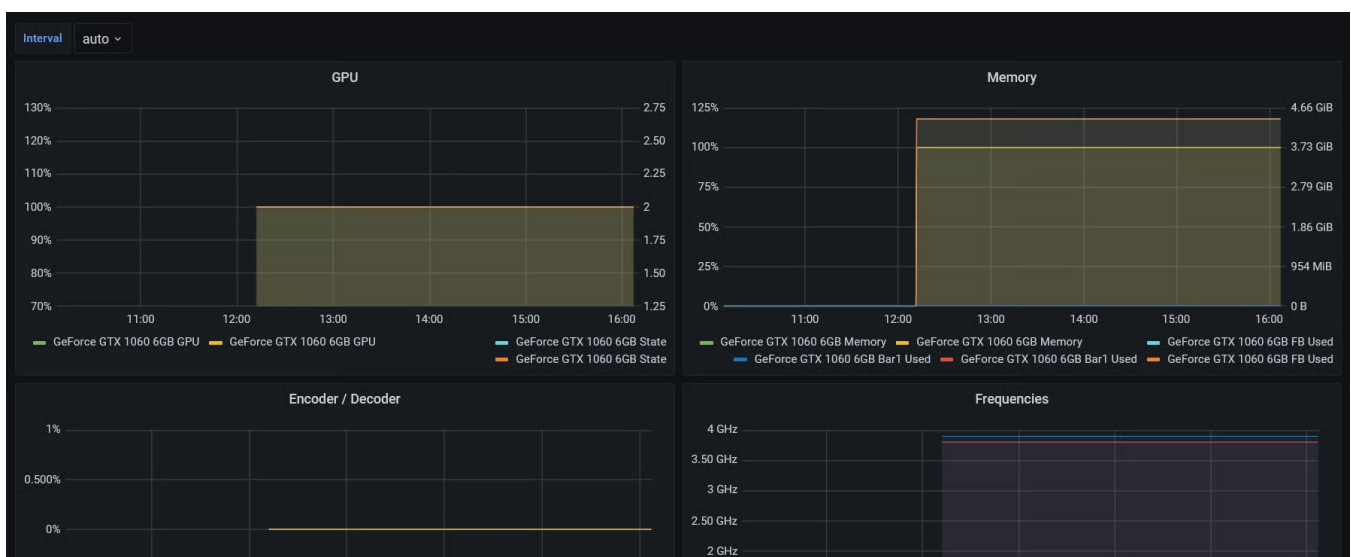 Interval auto
GPU
130% 2.75
120% 2.50
110% 2.25
100% 2
90% 1.75
80% 1.50
70% 1.25
11:00 12:00 13:00 14:00 15:00 16:00
GeForce GTX 1060 6GB GPU GeForce GTX 1060 6GB GPU GeForce GTX 1060 6GB State
GeForce GTX 1060 6GB State
Memory
125% 4.66 GiB
100% 3.73 GiB
75% 2.79 GiB
50% 1.86 GiB
25% 954 MiB
0% 0 B
11:00 12:00 13:00 14:00 15:00 16:00
GeForce GTX 1060 6GB Memory GeForce GTX 1060 6GB Memory GeForce GTX 1060 6GB FB Used
GeForce GTX 1060 6GB Bar1 Used GeForce GTX 1060 6GB Bar1 Used GeForce GTX 1060 6GB FB Used
Encoder / Decoder
1%
0.500%
0%
Frequencies
4 GHz
3.50 GHz
3 GHz
2.50 GHz
2 GHz